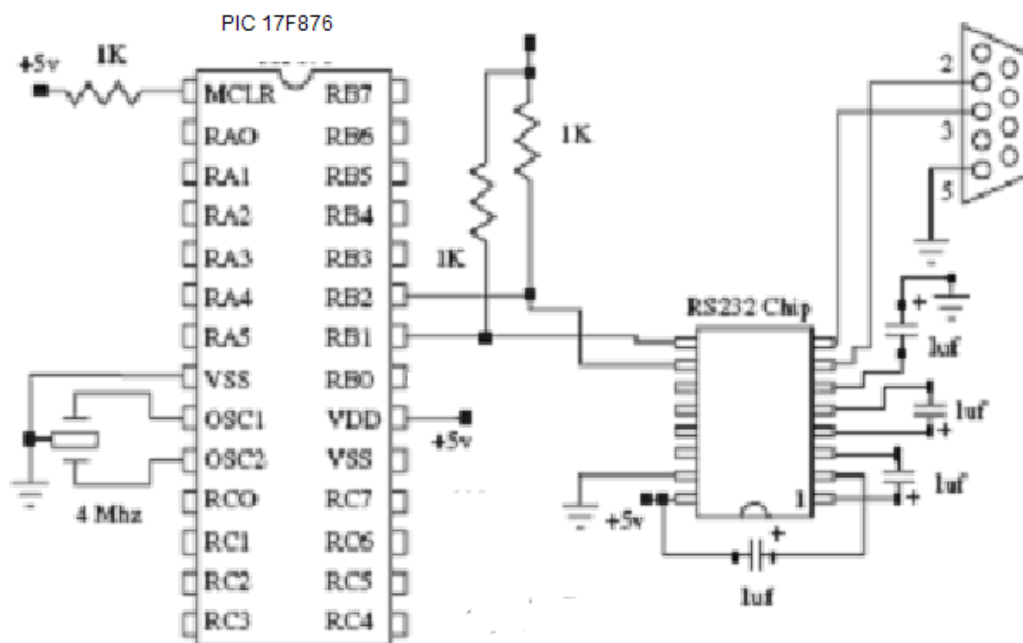 PIC 17F876
1K
+5v
MCLR RB7
RA0 RB6
RA1 RB5
RA2 RB4
RA3 RB3
RA4 RB2
RA5 RB1
VSS RB0
OSC1 VDD
OSC2 VSS
RC0 RC7
RC1 RC6
RC2 RC5
RC3 RC4
4 Mhz
+5v
1K
1K
2
3
5
RS232 Chip
+
1uf
1uf
+
1uf
+
1
+5v
+
1uf